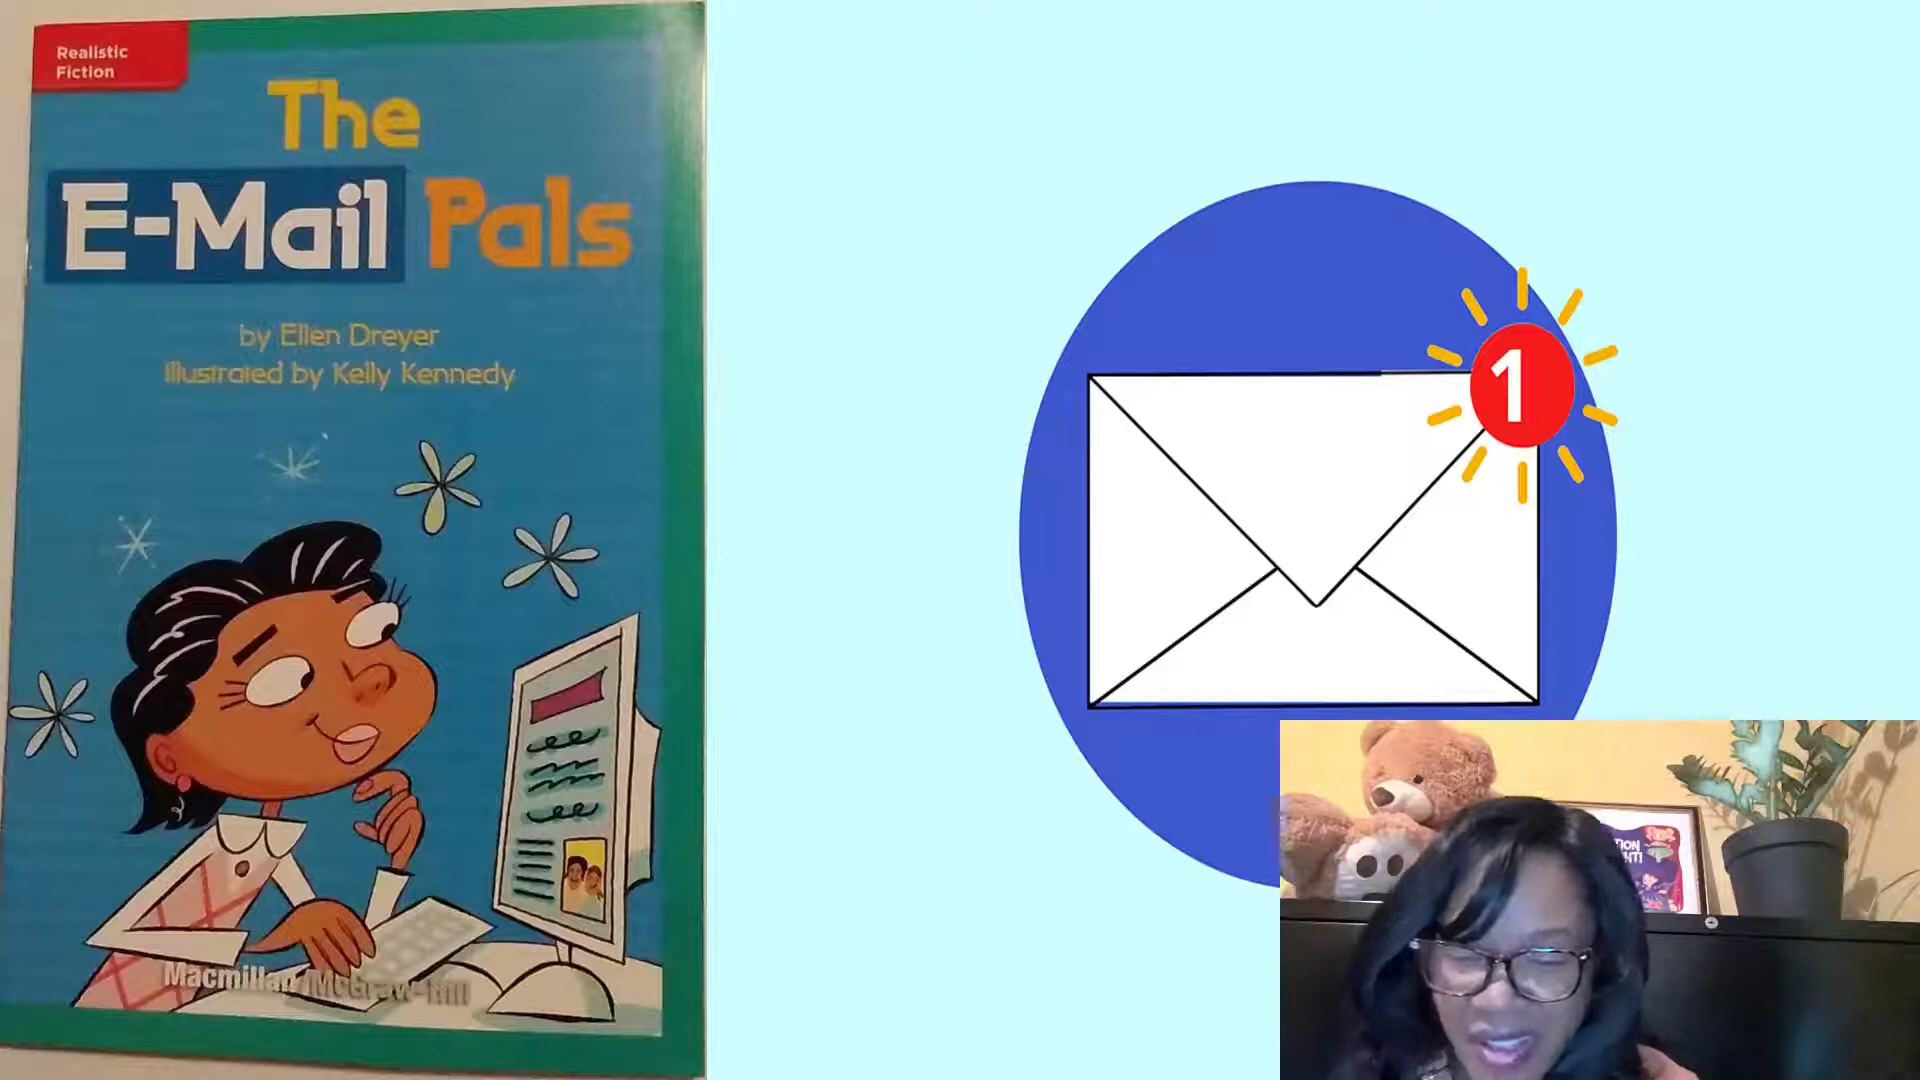 Realistic
Fiction
The
E-Mail Pals
by Ellen Dreyer
Illustrated by Kelly Kennedy
Macmillan McGraw-Hill
1